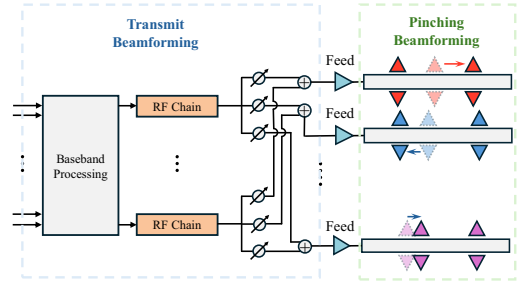 Transmit
Beamforming
Pinching
Beamforming
Feed
RF Chain
Feed
Baseband
Processing
RF Chain
Feed